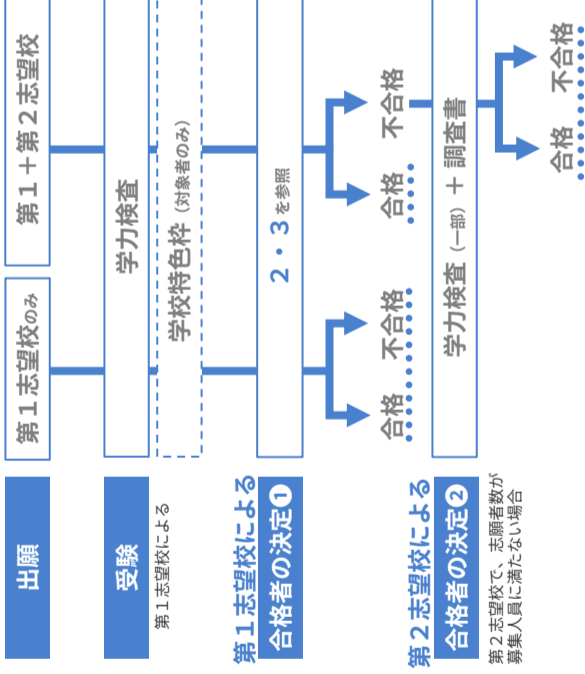 出願
第１志望校のみ
第１＋第２志望校
受験
第１志望校による
学力検査
学校特色枠（対象者のみ）
第１志望校による
合格者の決定❶
２・３を参照
合格
不合格
合格
不合格
第２志望校による
合格者の決定❷
第２志望校で、志願者数が
募集人員に満たない場合
学力検査（一部）＋調査書
合格
不合格